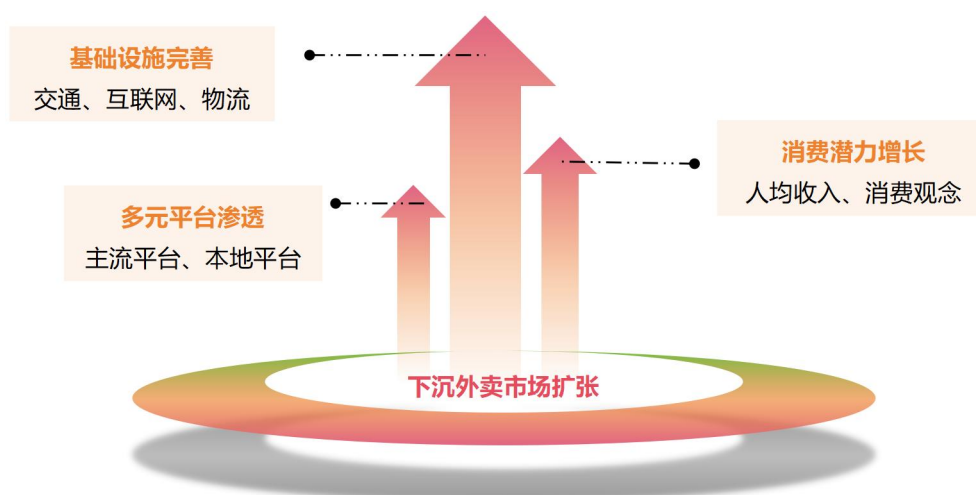 基础设施完善
交通、互联网、物流
消费潜力增长
人均收入、消费观念
多元平台渗透
主流平台、本地平台
下沉外卖市场扩张